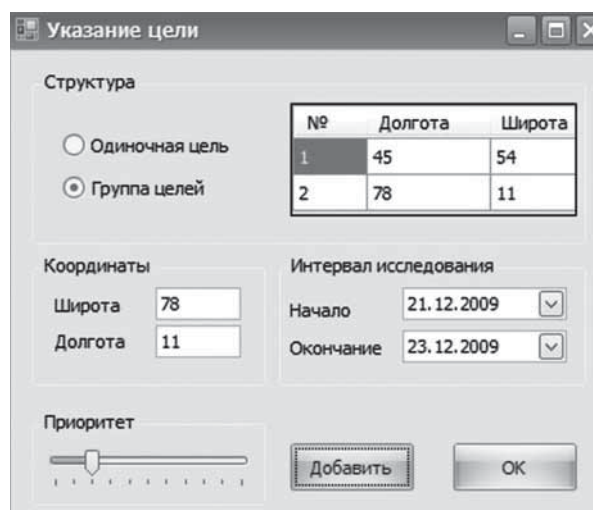 Указание цели
Структура
Одиночная цель
Группа целей
№ Долгота Широта
1 45 54
2 78 11
Координаты
Широта 78
Долгота 11
Интервал исследования
Начало 21.12.2009
Окончание 23.12.2009
Приоритет
Добавить
ОК